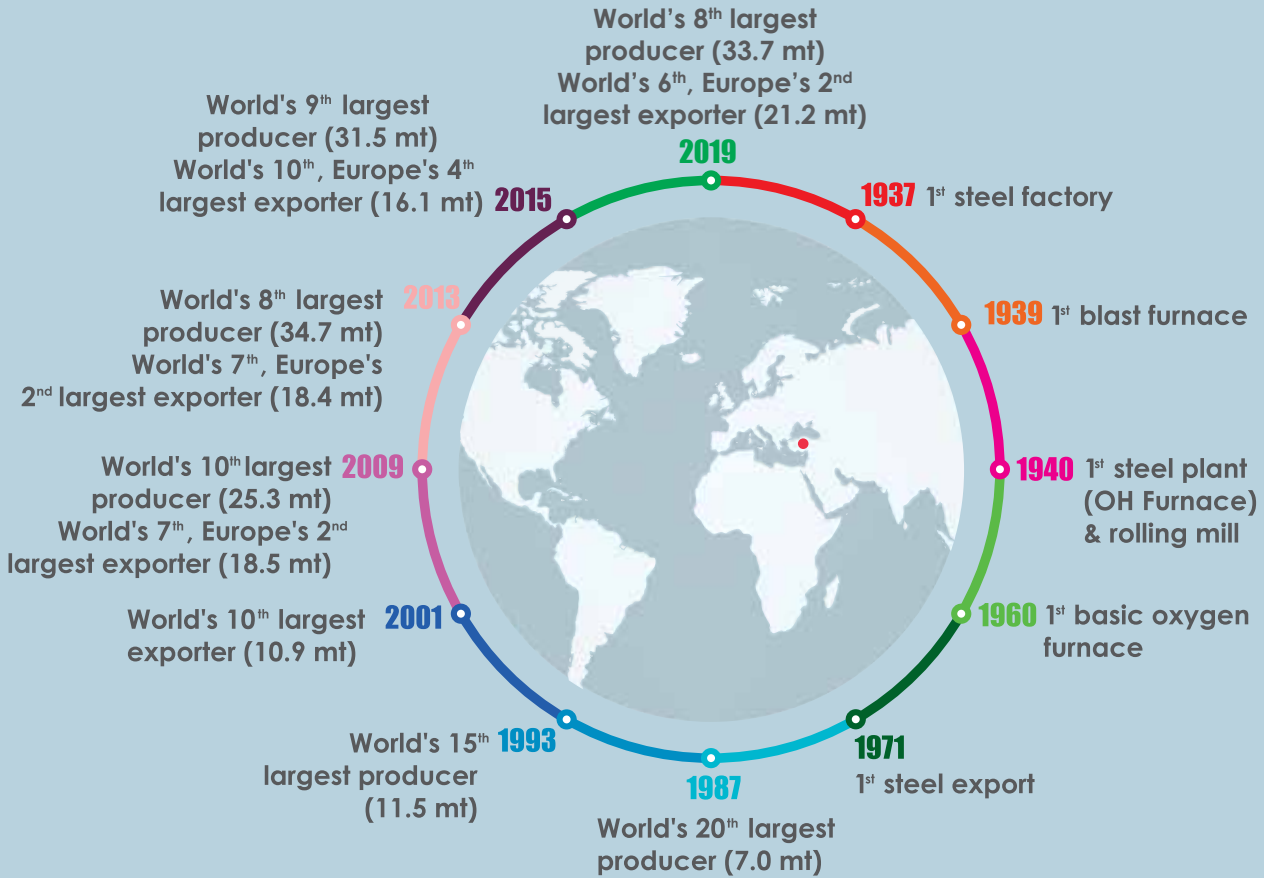 World's 8th largest
producer (33.7 mt)
World's 6th, Europe's 2nd
largest exporter (21.2 mt)
2019
1937 1st steel factory
1939 1st blast furnace
1940 1st steel plant
(OH Furnace)
& rolling mill
1960 1st basic oxygen
furnace
1971
1st steel export
1987
World's 20th largest
producer (7.0 mt)
World's 15th 1993
largest producer
(11.5 mt)
World's 10th largest 2001
exporter (10.9 mt)
World's 10th largest 2009
producer (25.3 mt)
World's 7th, Europe's 2nd
largest exporter (18.5 mt)
World's 8th largest 2013
producer (34.7 mt)
World's 7th, Europe's
2nd largest exporter (18.4 mt)
World's 9th largest
producer (31.5 mt)
World's 10th, Europe's 4th
largest exporter (16.1 mt) 2015